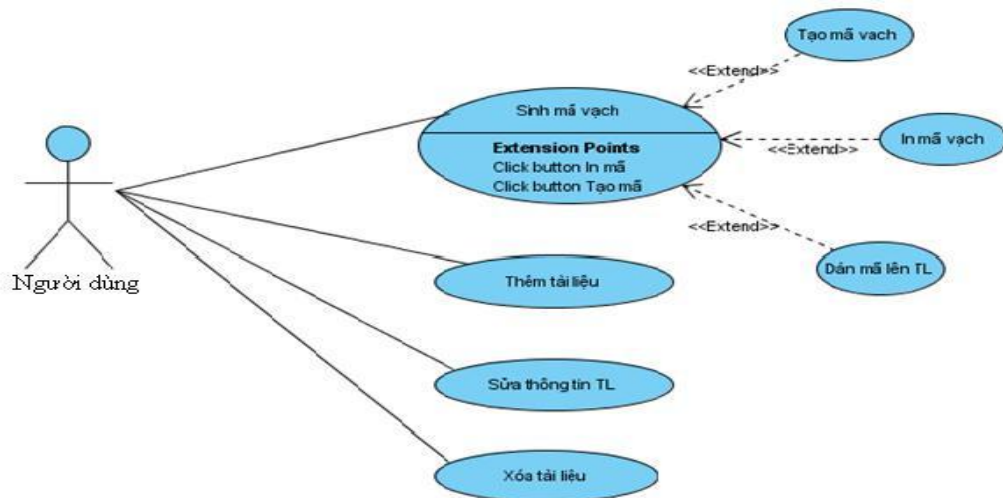 Tạo mã vach
<<Extend>>
Sinh mã vạch
Extension Points
Click button In mã
Click button Tạo mã
<<Extend>>
In mã vạch
<<Extend>>
Dán mã lên TL
Người dùng
Thêm tài liệu
Sửa thông tin TL
Xóa tài liệu